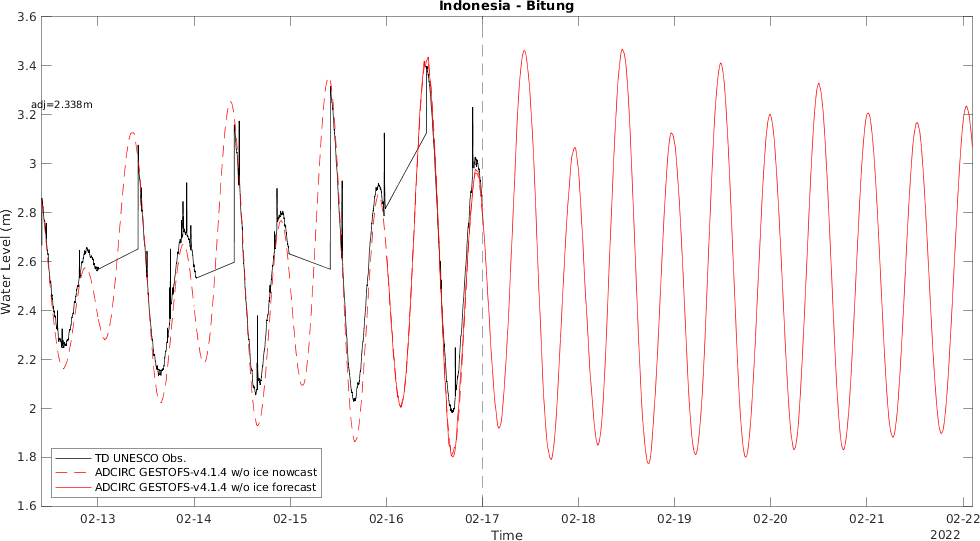 Indonesia - Bitung
3.6
3.4
adj=2.338m
3.2
3
2.8
2.6
2.4
2.2
2
1.8
1.6
Water Level (m)
TD UNESCO Obs.
ADCIRC GESTOFS-v4.1.4 w/o ice nowcast
ADCIRC GESTOFS-v4.1.4 w/o ice forecast
02-13 02-14 02-15 02-16 02-17 02-18 02-19 02-20 02-21 02-22
Time 2022